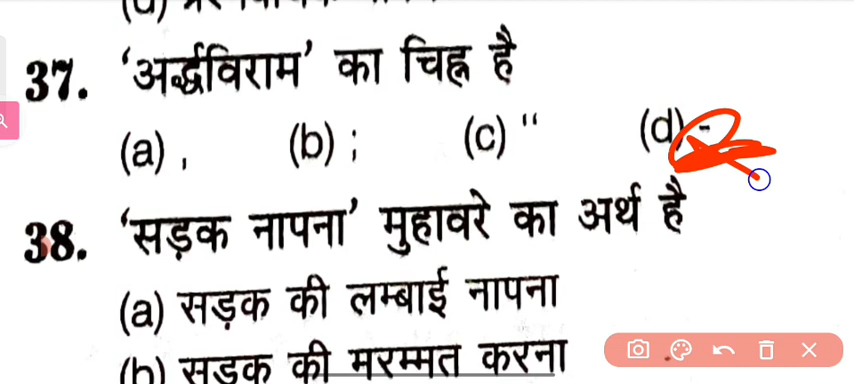 37. ‘अर्द्धविराम’ का चिह्न है
(a) , (b) ; (c) “ (d) -
38. ‘सड़क नापना’ मुहावरे का अर्थ है
(a) सड़क की लम्बाई नापना
(b) सड़क की मरम्मत करना